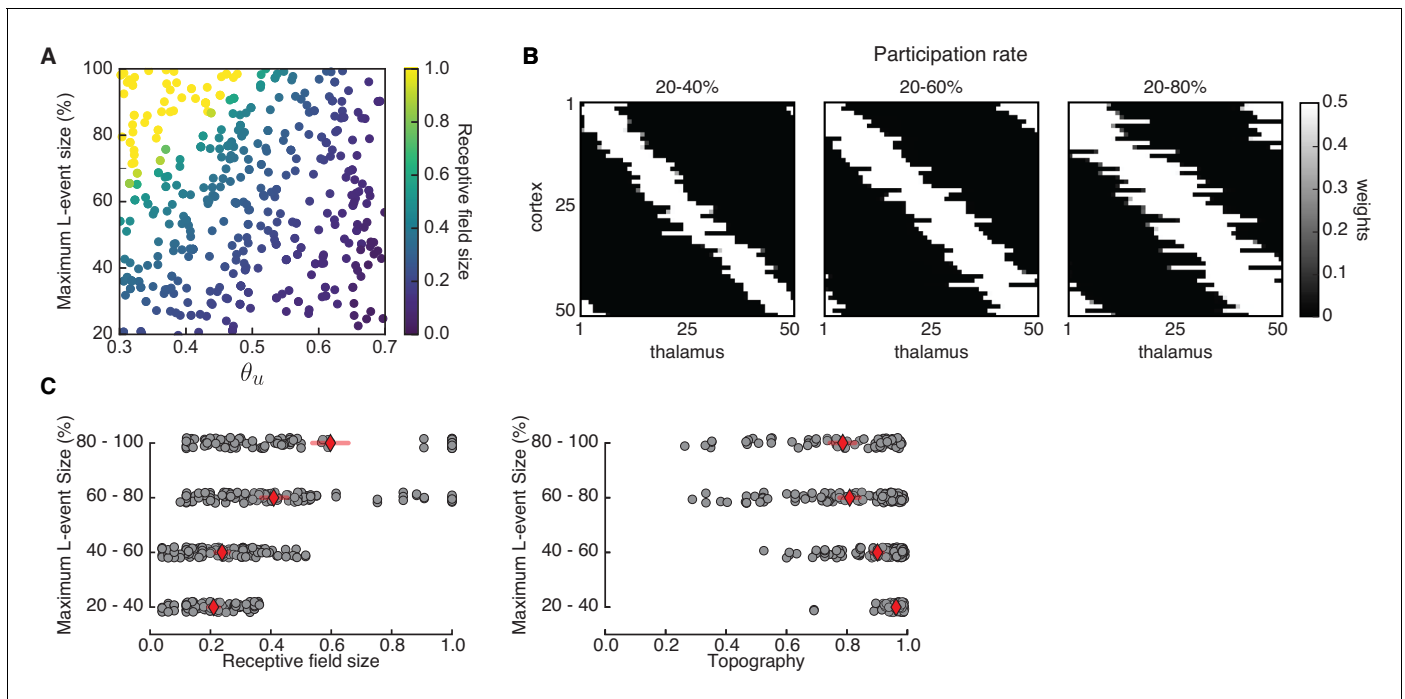 A
Maximum L-event size (%)
100
80
60
40
20
0.3
0.4
0.5
0.6
0.7
θu
1.0
0.8
0.6
0.4
0.2
0.0
Receptive field size
B
Participation rate
20-40%
20-60%
20-80%
cortex
1
25
50
1
25
50
thalamus
1
25
50
thalamus
1
25
50
thalamus
0.5
0.4
0.3
0.2
0.1
0
weights
C
Maximum L-event Size (%)
80 - 100
60 - 80
40 - 60
20 - 40
0.0
0.2
0.4
0.6
0.8
1.0
Receptive field size
Maximum L-event Size (%)
80 - 100
60 - 80
40 - 60
20 - 40
0.0
0.2
0.4
0.6
0.8
1.0
Topography